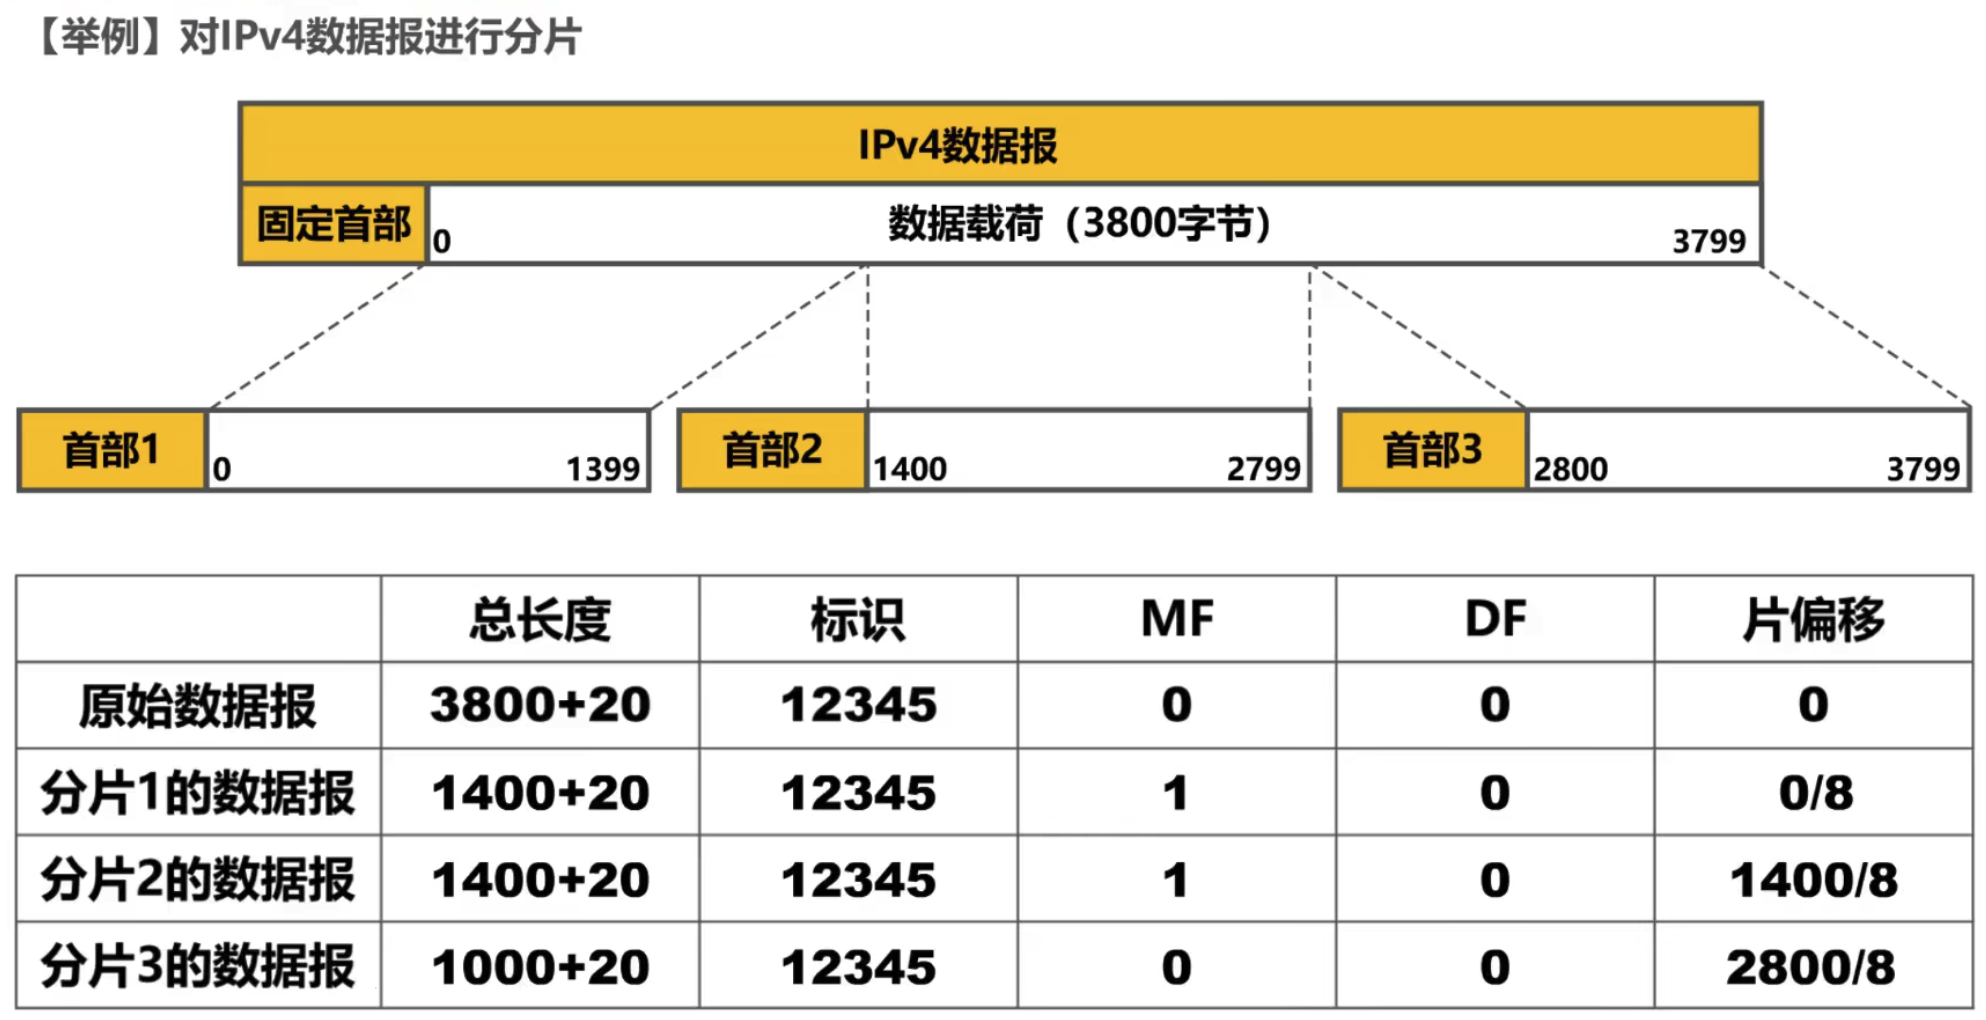 【举例】对IPv4数据报进行分片
IPv4数据报
固定首部 0 数据载荷（3800字节） 3799
首部1 0 1399 首部2 1400 2799 首部3 2800 3799
总长度 标识 MF DF 片偏移
原始数据报 3800+20 12345 0 0 0
分片1的数据报 1400+20 12345 1 0 0/8
分片2的数据报 1400+20 12345 1 0 1400/8
分片3的数据报 1000+20 12345 0 0 2800/8